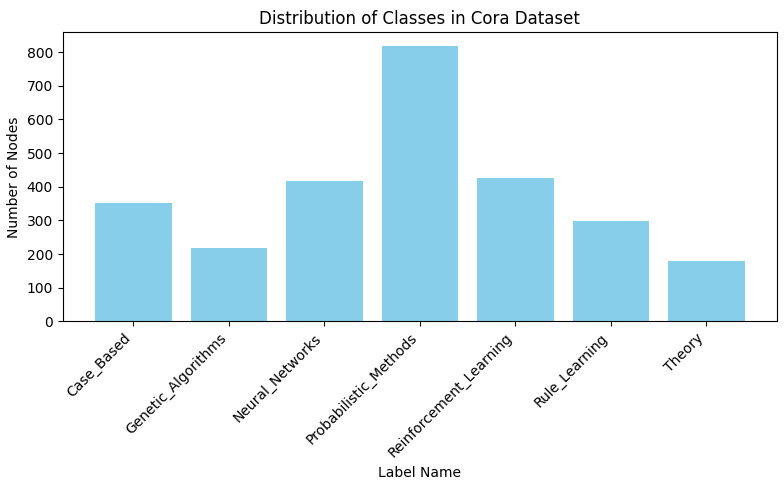 Distribution of Classes in Cora Dataset
Number of Nodes
800
700
600
500
400
300
200
100
0
Case_Based
Genetic_Algorithms
Neural_Networks
Probabilistic_Methods
Reinforcement_Learning
Rule_Learning
Theory
Label Name